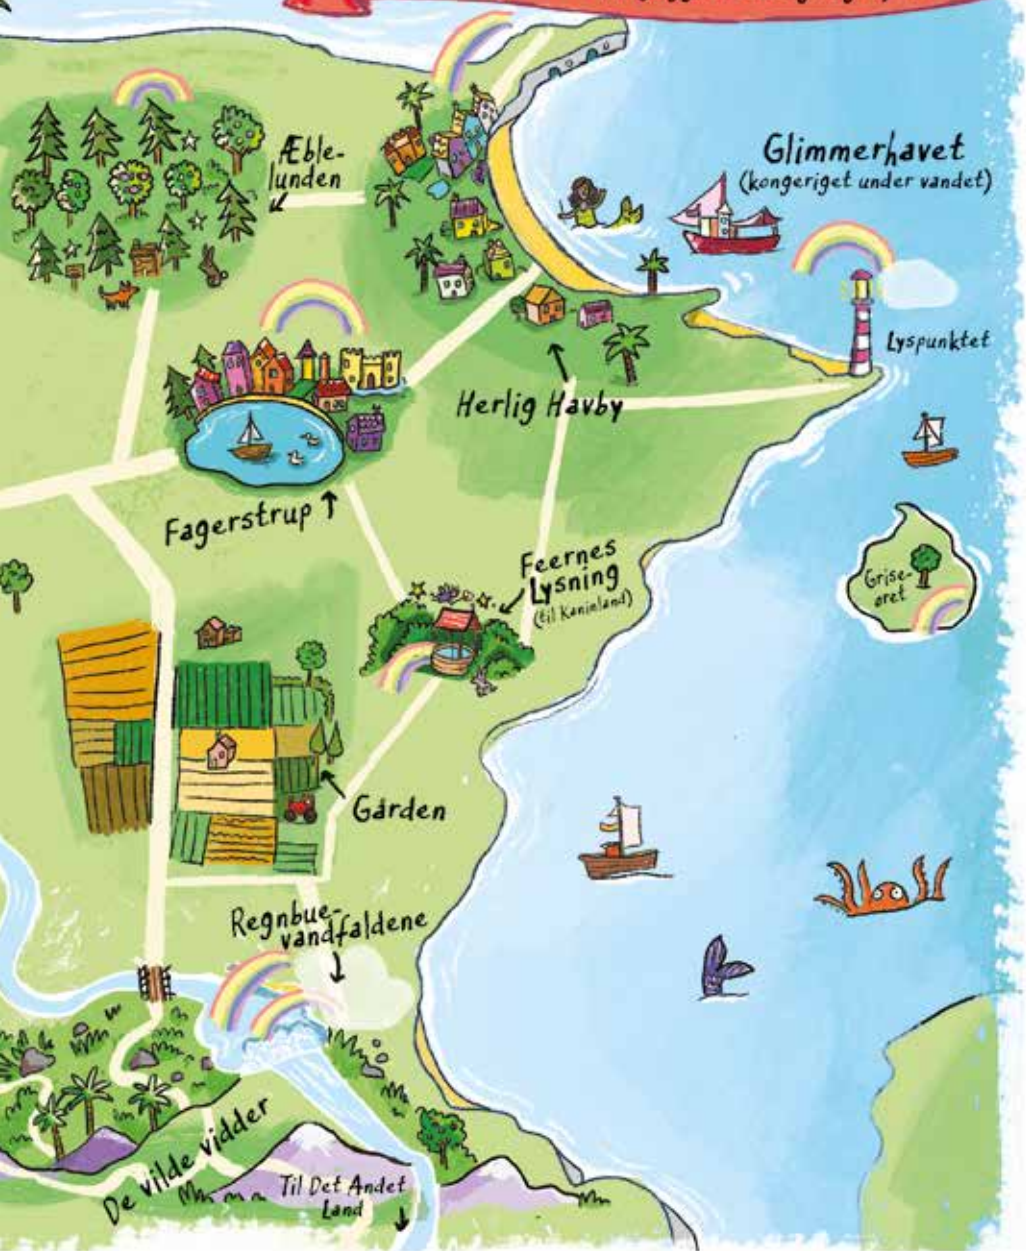 Æble-
lunden
Glimmerhavet
(kongeriget under vandet)
Lyspunktet
Herlig Havby
Fagerstrup
Feernes
Lysning
(til Kaninland)
Grise-
øret
Gården
Regnbue-
vandfaldene
De vilde vidder
Til Det Andet
Land